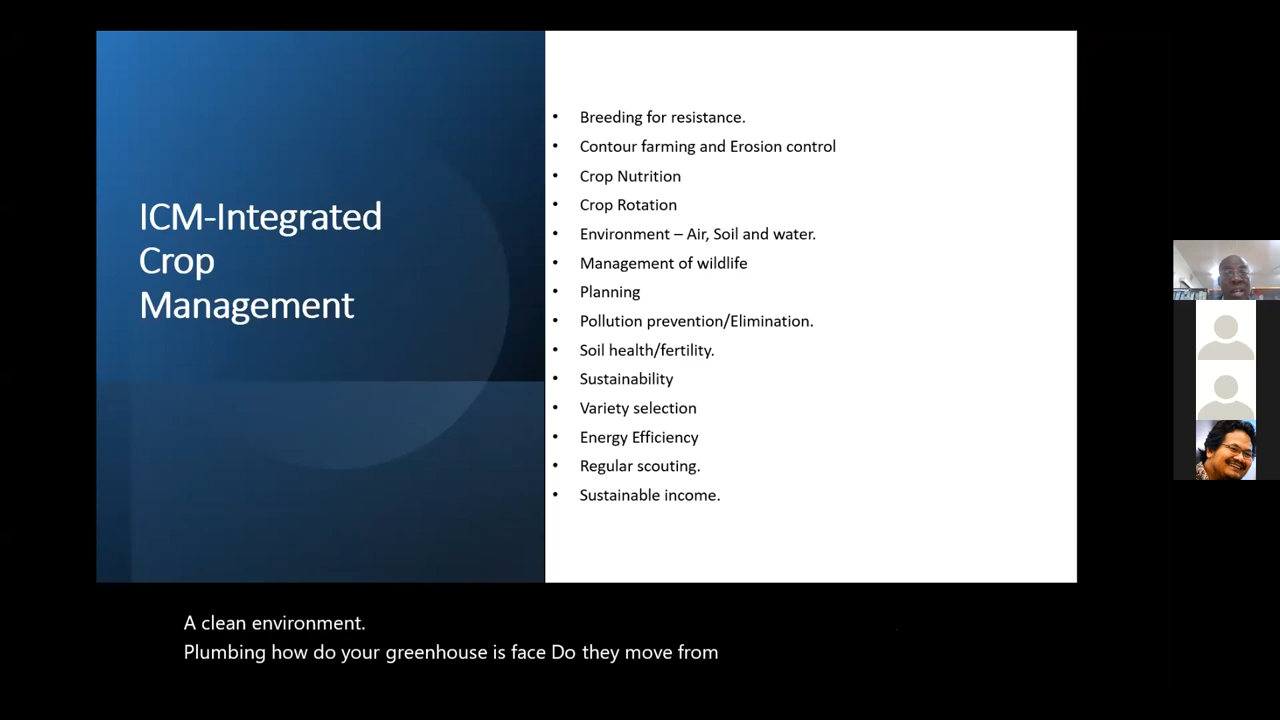 ICM-Integrated
Crop
Management
• Breeding for resistance.
• Contour farming and Erosion control
• Crop Nutrition
• Crop Rotation
• Environment – Air, Soil and water.
• Management of wildlife
• Planning
• Pollution prevention/Elimination.
• Soil health/fertility.
• Sustainability
• Variety selection
• Energy Efficiency
• Regular scouting.
• Sustainable income.
A clean environment.
Plumbing how do your greenhouse is face Do they move from